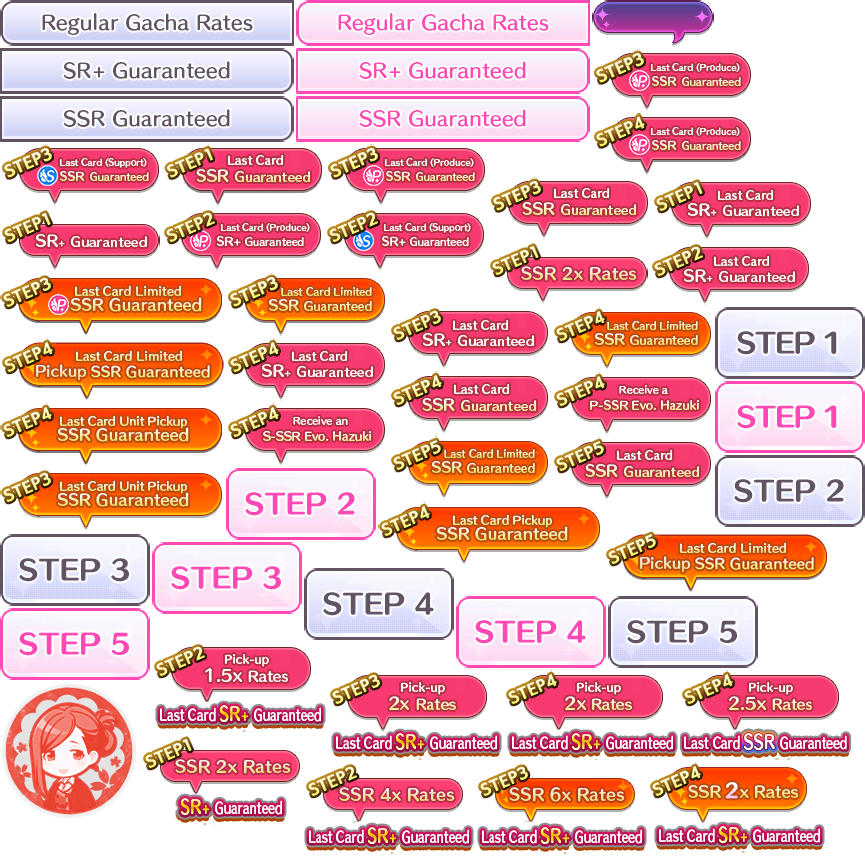 Regular Gacha Rates
Regular Gacha Rates
SR+ Guaranteed
SR+ Guaranteed
STEP3
Last Card (Produce)
P SSR Guaranteed
SSR Guaranteed
SSR Guaranteed
STEP4
Last Card (Produce)
P SSR Guaranteed
STEP3
Last Card (Support)
S SSR Guaranteed
STEP1
Last Card
SSR Guaranteed
STEP3
Last Card (Produce)
P SSR Guaranteed
STEP3
Last Card
SSR Guaranteed
STEP1
Last Card
SR+ Guaranteed
STEP1
SR+ Guaranteed
STEP2
Last Card (Produce)
P SR+ Guaranteed
STEP2
Last Card (Support)
S SR+ Guaranteed
STEP1
SSR 2x Rates
STEP2
Last Card
SR+ Guaranteed
STEP3
Last Card Limited
P SSR Guaranteed
STEP3
Last Card Limited
SSR Guaranteed
STEP3
Last Card
SR+ Guaranteed
STEP4
Last Card Limited
SSR Guaranteed
STEP 1
STEP4
Last Card Limited
Pickup SSR Guaranteed
STEP4
Last Card
SR+ Guaranteed
STEP4
Last Card
SSR Guaranteed
STEP4
Receive a
P-SSR Evo. Hazuki
STEP 1
STEP4
Last Card Unit Pickup
SSR Guaranteed
STEP4
Receive an
S-SSR Evo. Hazuki
STEP5
Last Card Limited
SSR Guaranteed
STEP5
Last Card
SSR Guaranteed
STEP 2
STEP3
Last Card Unit Pickup
SSR Guaranteed
STEP 2
STEP4
Last Card Pickup
SSR Guaranteed
STEP5
Last Card Limited
Pickup SSR Guaranteed
STEP 3
STEP 3
STEP 4
STEP 4
STEP 5
STEP 5
STEP2
Pick-up
1.5x Rates
Last Card SR+ Guaranteed
STEP3
Pick-up
2x Rates
Last Card SR+ Guaranteed
STEP4
Pick-up
2x Rates
Last Card SR+ Guaranteed
STEP4
Pick-up
2.5x Rates
Last Card SSR Guaranteed
STEP1
SSR 2x Rates
SR+ Guaranteed
STEP2
SSR 4x Rates
Last Card SR+ Guaranteed
STEP3
SSR 6x Rates
Last Card SR+ Guaranteed
STEP4
SSR 2x Rates
Last Card SR+ Guaranteed